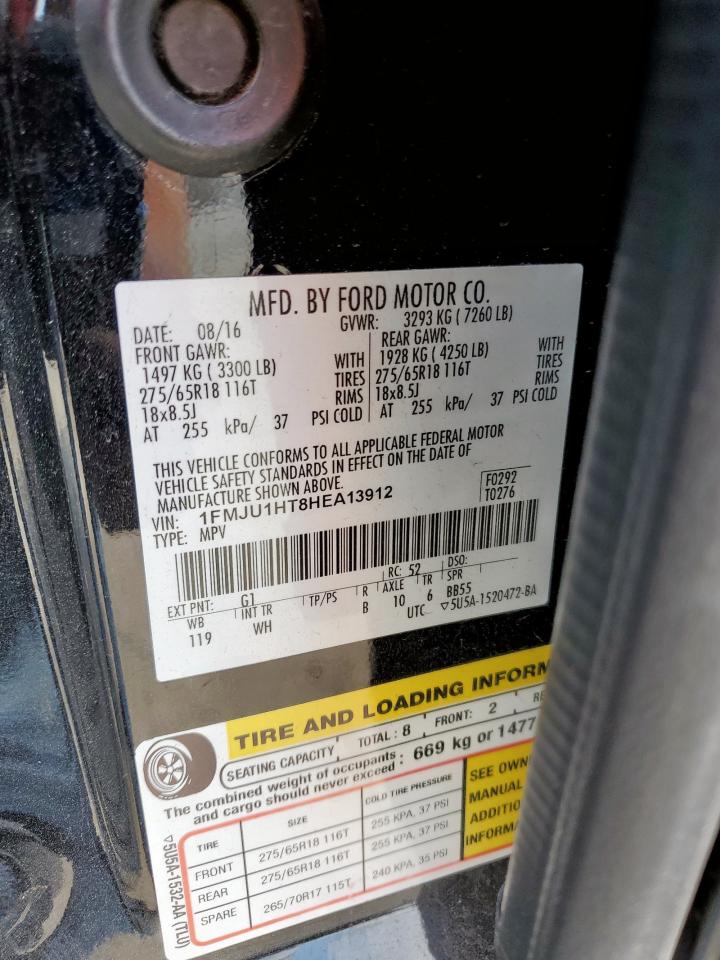 MFD. BY FORD MOTOR CO.
DATE: 08/16 GVWR: 3293 KG ( 7260 LB)
FRONT GAWR: REAR GAWR:
1497 KG ( 3300 LB) WITH 1928 KG ( 4250 LB) WITH
275/65R18 116T TIRES 275/65R18 116T TIRES
18x8.5J RIMS 18x8.5J RIMS
AT 255 kPa/ 37 PSI COLD AT 255 kPa/ 37 PSI COLD
THIS VEHICLE CONFORMS TO ALL APPLICABLE FEDERAL MOTOR
VEHICLE SAFETY STANDARDS IN EFFECT ON THE DATE OF
MANUFACTURE SHOWN ABOVE.
F0292
T0276
VIN: 1FMJU1HT8HEA13912
TYPE: MPV
EXT PNT: G1 RC: 52 DSO:
WB INT TR TP/PS R AXLE TR SPR
119 WH B 10 6 BB55
UTC ▽5U5A-1520472-BA
TIRE AND LOADING INFORM
SEATING CAPACITY TOTAL: 8 FRONT: 2 RE
The combined weight of occupants
and cargo should never exceed : 669 kg or 1477
TIRE SIZE COLD TIRE PRESSURE
FRONT 275/65R18 116T 255 KPA, 37 PSI
REAR 275/65R18 116T 255 KPA, 37 PSI
SPARE 265/70R17 115T 240 KPA, 35 PSI
SEE OWN
MANUAL
ADDITIO
INFORMA
▽5U5A-1532-AA (TL0)